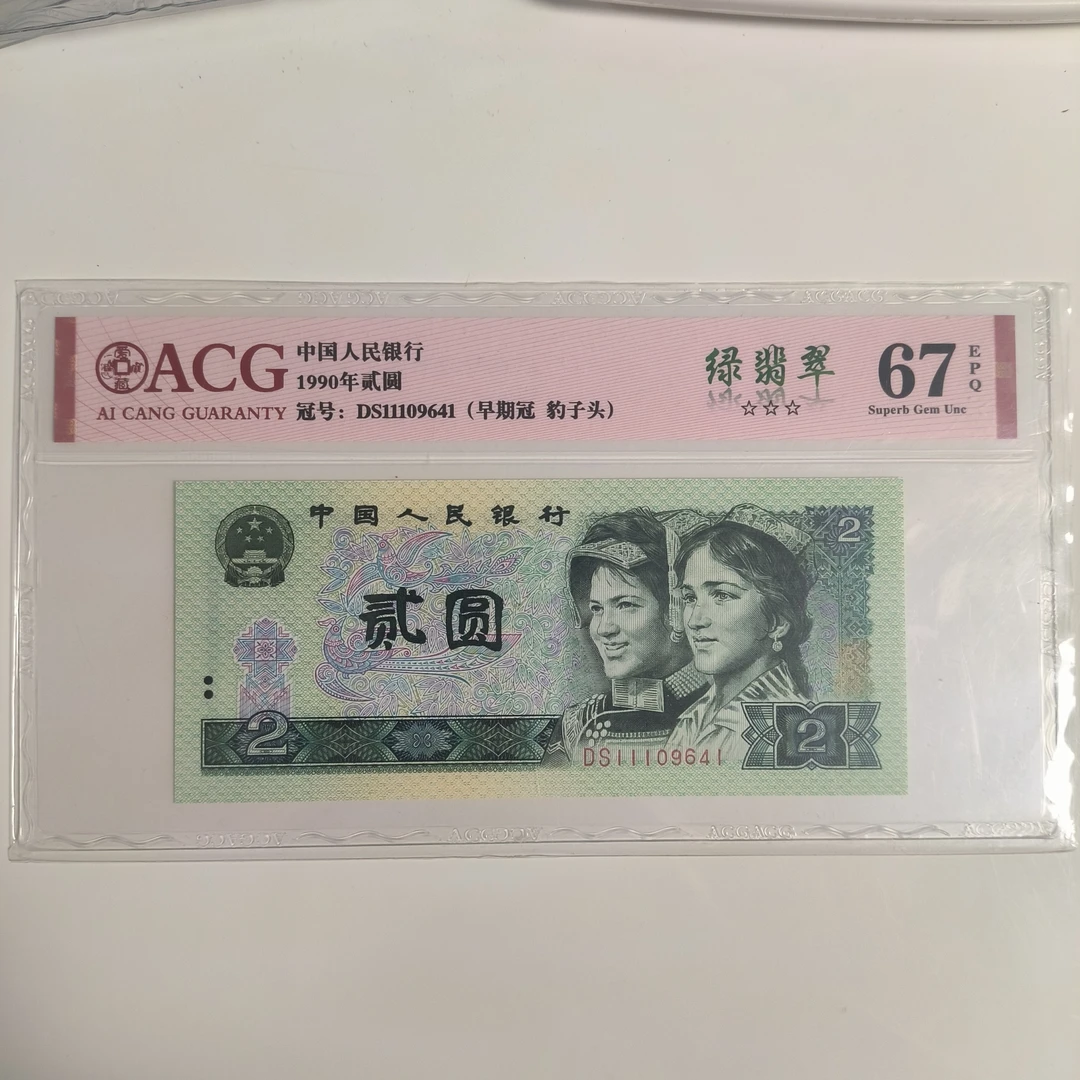 ACG
AI CANG GUARANTY
中国人民银行
1990年贰圆
冠号：DS11109641（早期冠 豹子头）
绿翡翠
☆☆☆
67
EPQ
Superb Gem Unc
中国人民银行
2
贰圆
2
DS11109641
2